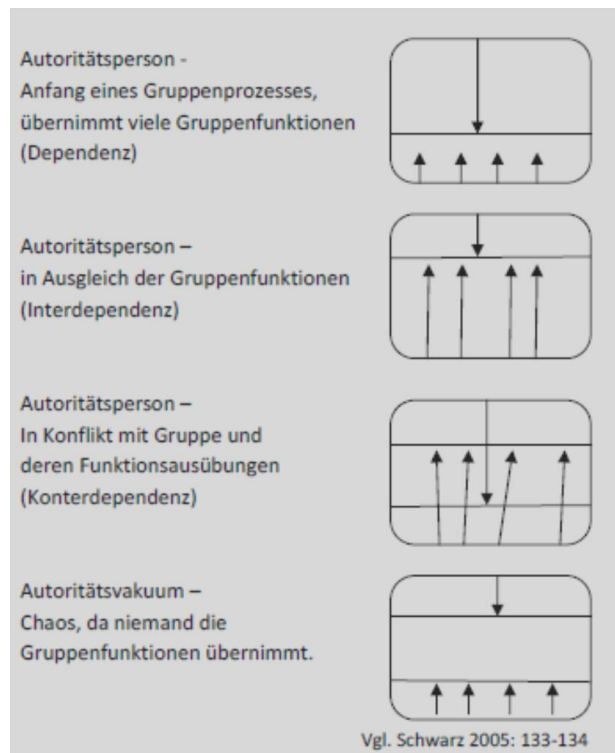 Autoritätsperson -
Anfang eines Gruppenprozesses,
übernimmt viele Gruppenfunktionen
(Dependenz)
Autoritätsperson –
in Ausgleich der Gruppenfunktionen
(Interdependenz)
Autoritätsperson –
In Konflikt mit Gruppe und
deren Funktionsausübungen
(Konterdependenz)
Autoritätsvakuum –
Chaos, da niemand die
Gruppenfunktionen übernimmt.
Vgl. Schwarz 2005: 133-134